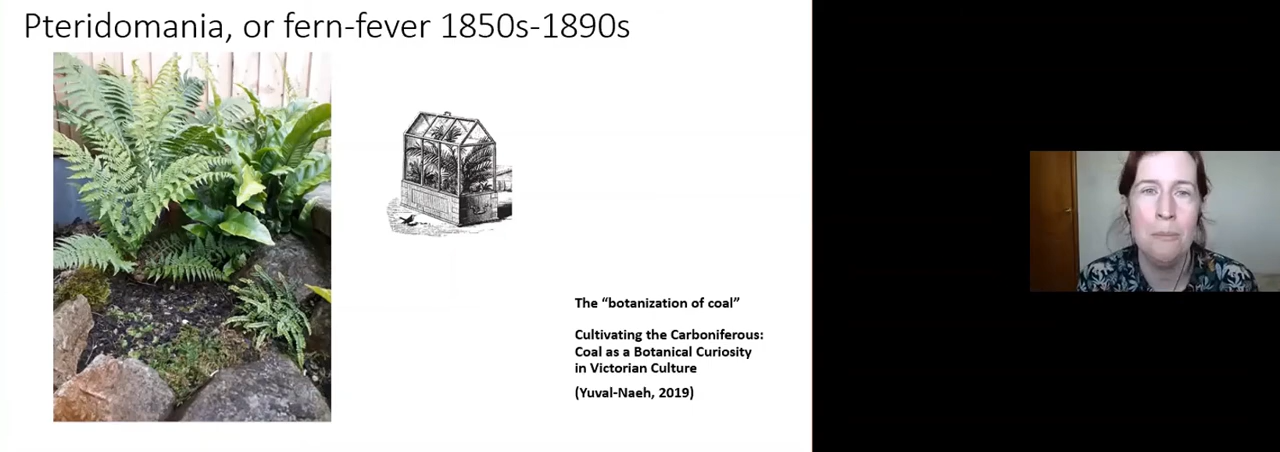 Pteridomania, or fern-fever 1850s-1890s
The “botanization of coal”
Cultivating the Carboniferous:
Coal as a Botanical Curiosity
in Victorian Culture
(Yuval-Naeh, 2019)